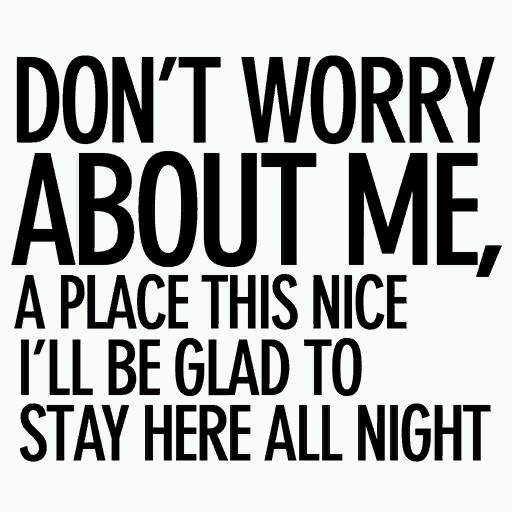 DON'T WORRY
ABOUT ME,
A PLACE THIS NICE
I'LL BE GLAD TO
STAY HERE ALL NIGHT